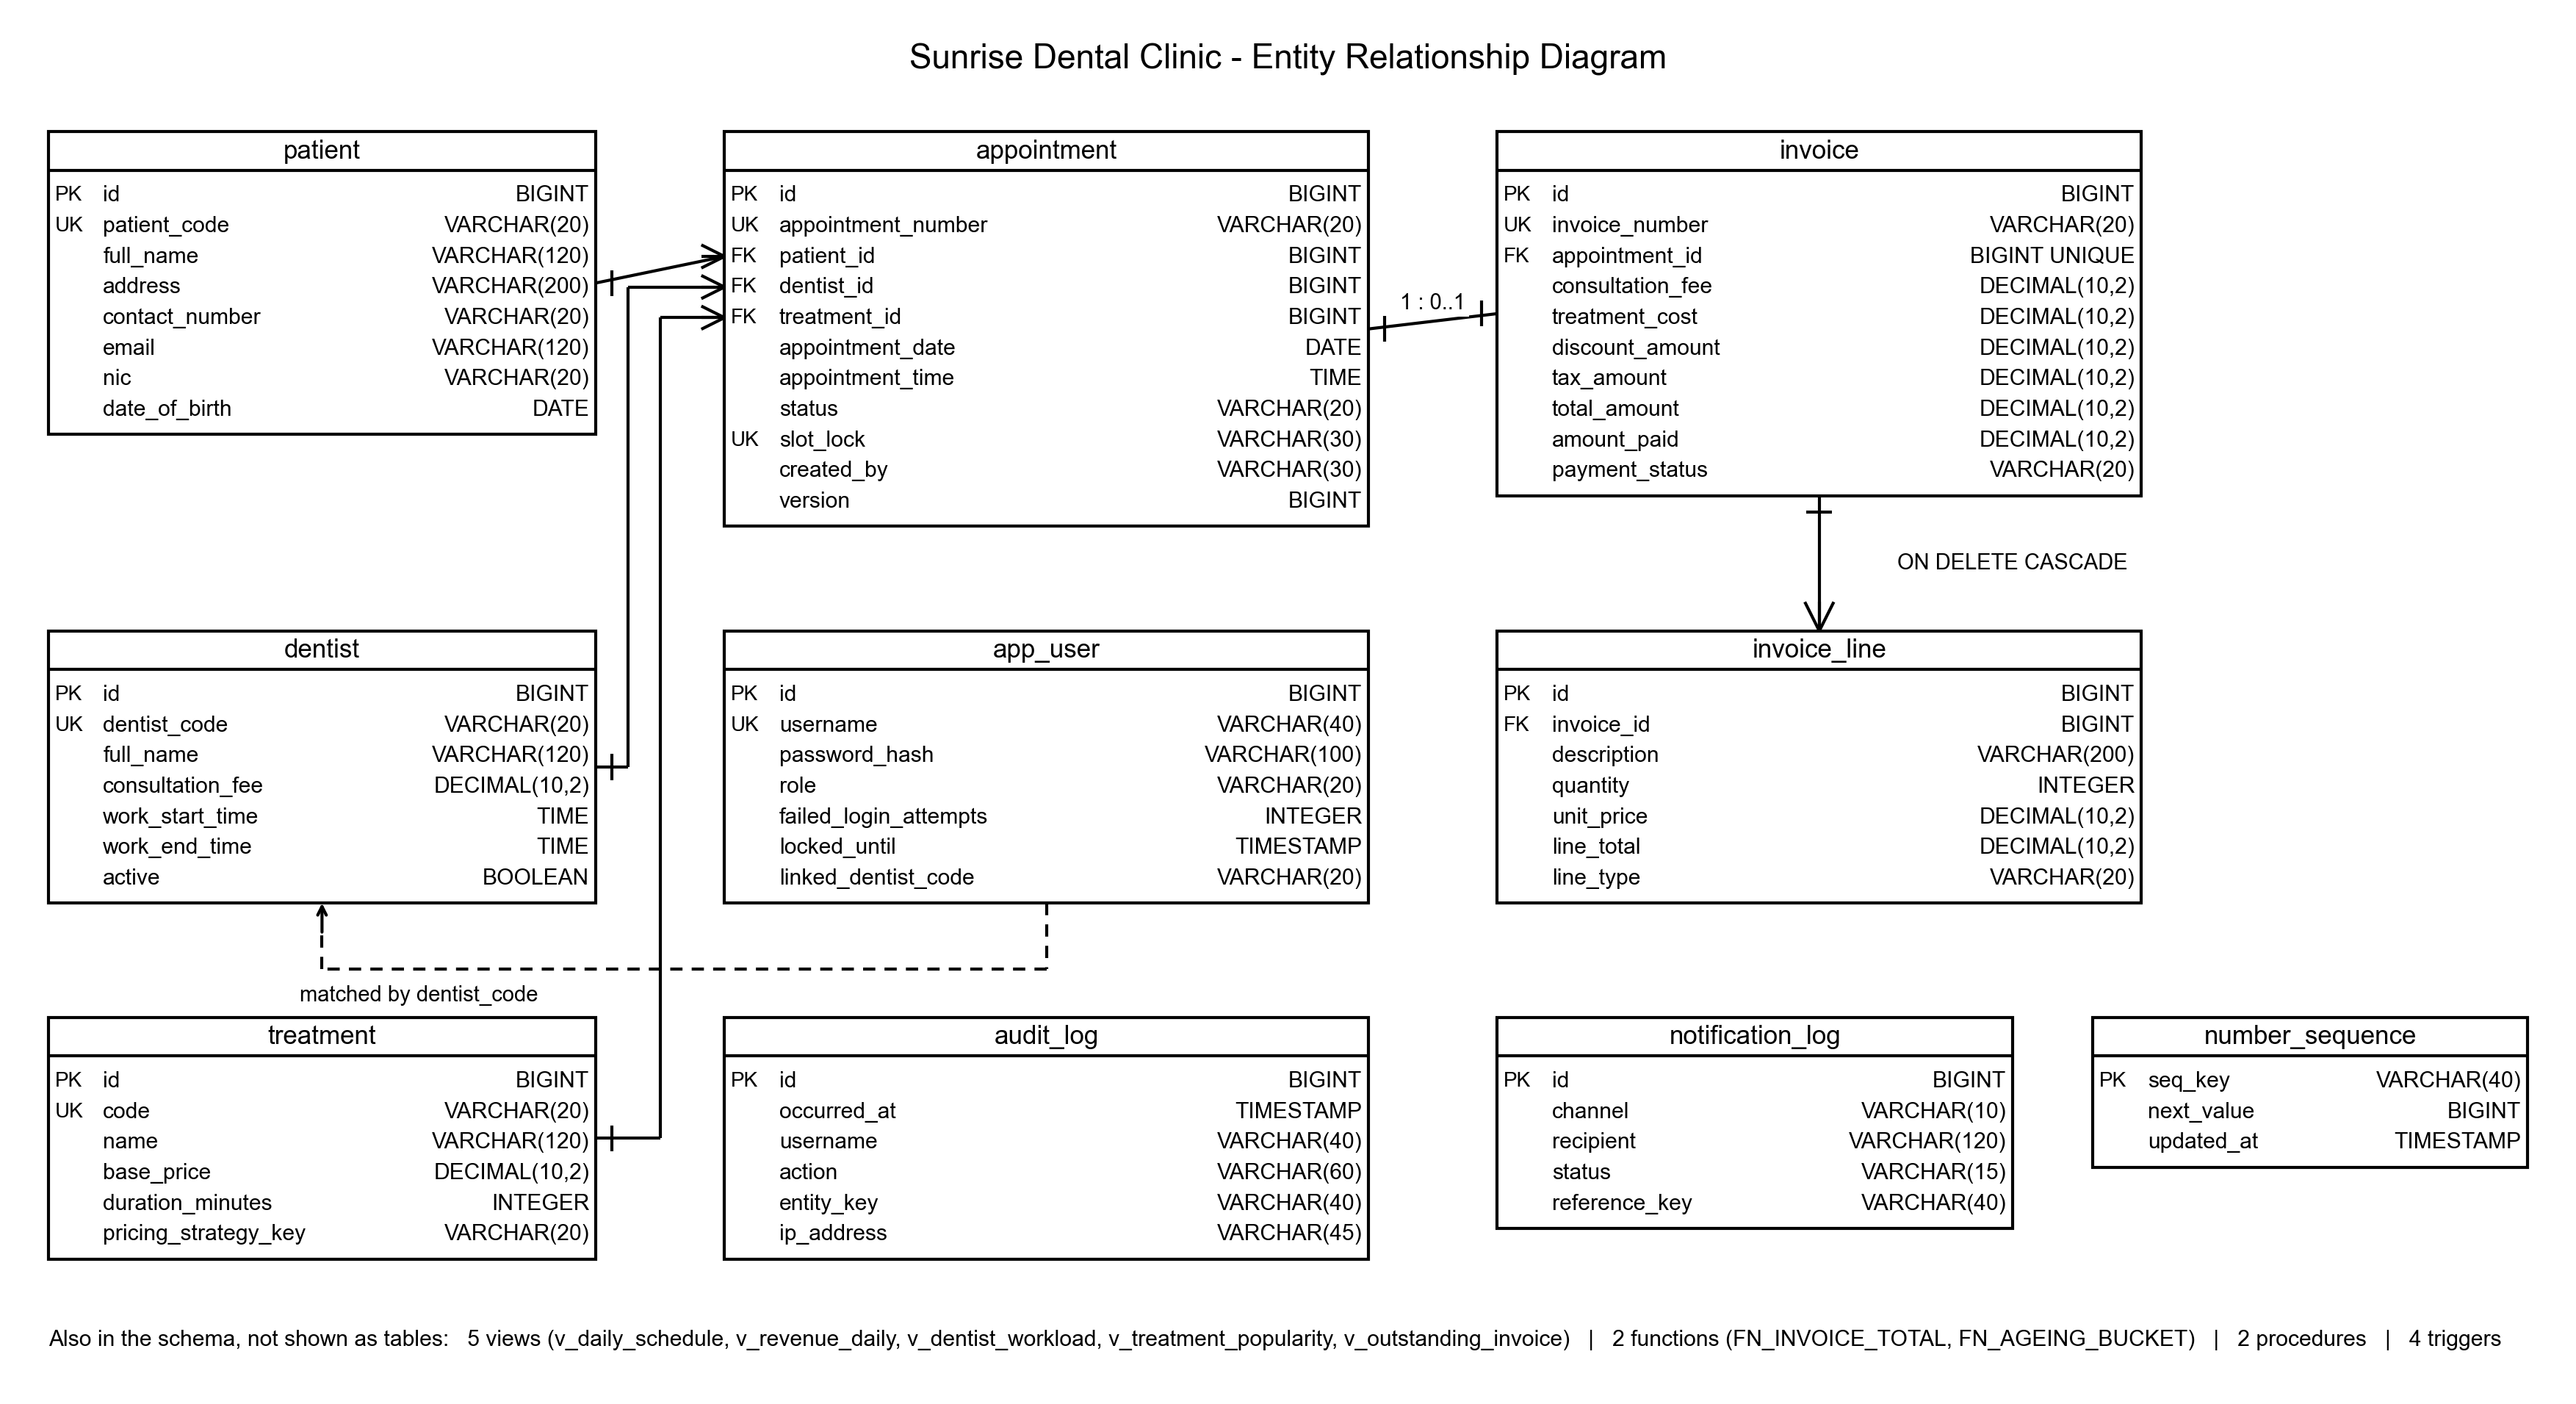 Sunrise Dental Clinic - Entity Relationship Diagram
patient
PK id BIGINT
UK patient_code VARCHAR(20)
full_name VARCHAR(120)
address VARCHAR(200)
contact_number VARCHAR(20)
email VARCHAR(120)
nic VARCHAR(20)
date_of_birth DATE
appointment
PK id BIGINT
UK appointment_number VARCHAR(20)
FK patient_id BIGINT
FK dentist_id BIGINT
FK treatment_id BIGINT
appointment_date DATE
appointment_time TIME
status VARCHAR(20)
UK slot_lock VARCHAR(30)
created_by VARCHAR(30)
version BIGINT
1 : 0..1
invoice
PK id BIGINT
UK invoice_number VARCHAR(20)
FK appointment_id BIGINT UNIQUE
consultation_fee DECIMAL(10,2)
treatment_cost DECIMAL(10,2)
discount_amount DECIMAL(10,2)
tax_amount DECIMAL(10,2)
total_amount DECIMAL(10,2)
amount_paid DECIMAL(10,2)
payment_status VARCHAR(20)
ON DELETE CASCADE
dentist
PK id BIGINT
UK dentist_code VARCHAR(20)
full_name VARCHAR(120)
consultation_fee DECIMAL(10,2)
work_start_time TIME
work_end_time TIME
active BOOLEAN
app_user
PK id BIGINT
UK username VARCHAR(40)
password_hash VARCHAR(100)
role VARCHAR(20)
failed_login_attempts INTEGER
locked_until TIMESTAMP
linked_dentist_code VARCHAR(20)
invoice_line
PK id BIGINT
FK invoice_id BIGINT
description VARCHAR(200)
quantity INTEGER
unit_price DECIMAL(10,2)
line_total DECIMAL(10,2)
line_type VARCHAR(20)
matched by dentist_code
treatment
PK id BIGINT
UK code VARCHAR(20)
name VARCHAR(120)
base_price DECIMAL(10,2)
duration_minutes INTEGER
pricing_strategy_key VARCHAR(20)
audit_log
PK id BIGINT
occurred_at TIMESTAMP
username VARCHAR(40)
action VARCHAR(60)
entity_key VARCHAR(40)
ip_address VARCHAR(45)
notification_log
PK id BIGINT
channel VARCHAR(10)
recipient VARCHAR(120)
status VARCHAR(15)
reference_key VARCHAR(40)
number_sequence
PK seq_key VARCHAR(40)
next_value BIGINT
updated_at TIMESTAMP
Also in the schema, not shown as tables: 5 views (v_daily_schedule, v_revenue_daily, v_dentist_workload, v_treatment_popularity, v_outstanding_invoice) | 2 functions (FN_INVOICE_TOTAL, FN_AGEING_BUCKET) | 2 procedures | 4 triggers